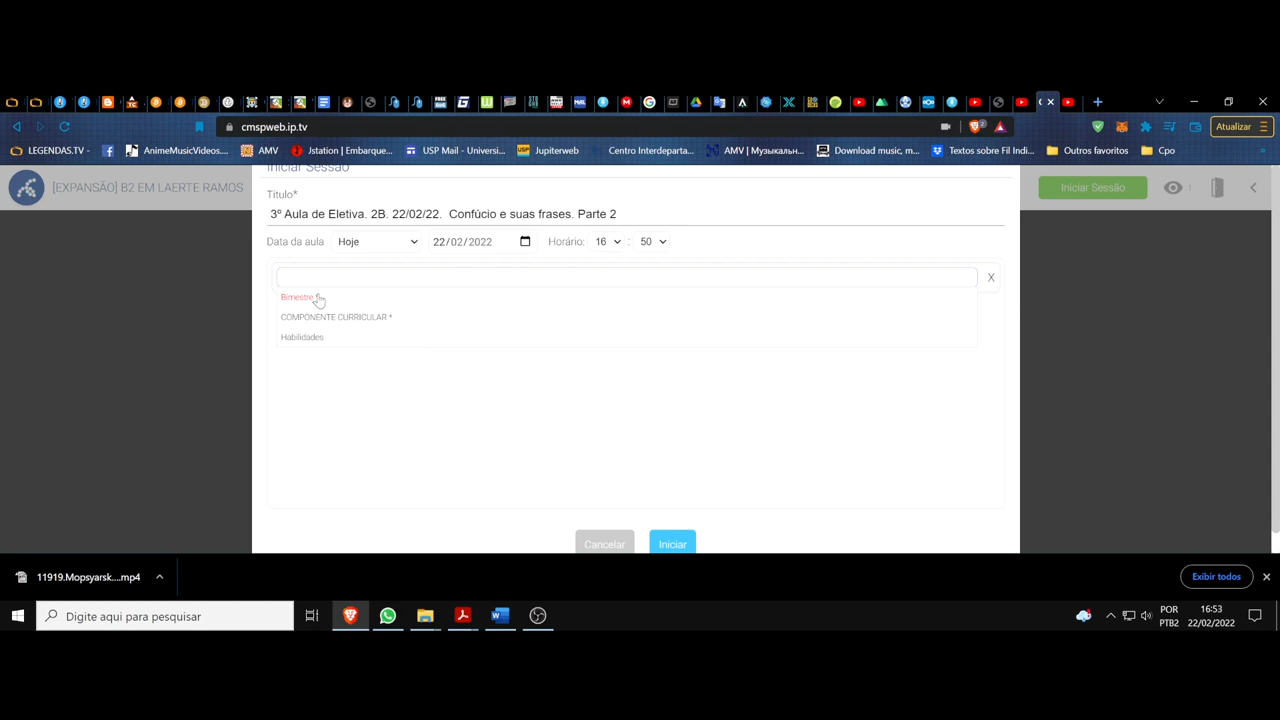 cmspweb.ip.tv
Atualizar
LEGENDAS.TV -
AnimeMusicVideos...
AMV
Jstation | Embarque...
USP Mail - Universi...
Jupiterweb
Centro Interdeparta...
AMV | Музыкальн...
Download music, m...
Textos sobre Fil Indi...
Outros favoritos
Cpo
Iniciar Sessão
[EXPANSÃO] B2 EM LAERTE RAMOS
Iniciar Sessão
Título*
3º Aula de Eletiva. 2B. 22/02/22. Confúcio e suas frases. Parte 2
Data da aula Hoje 22/02/2022 Horário: 16 : 50
X
Bimestre
COMPONENTE CURRICULAR *
Habilidades
Cancelar
Iniciar
11919.Mopsyarsk....mp4
Exibir todos
Digite aqui para pesquisar
POR
PTB2
16:53
22/02/2022